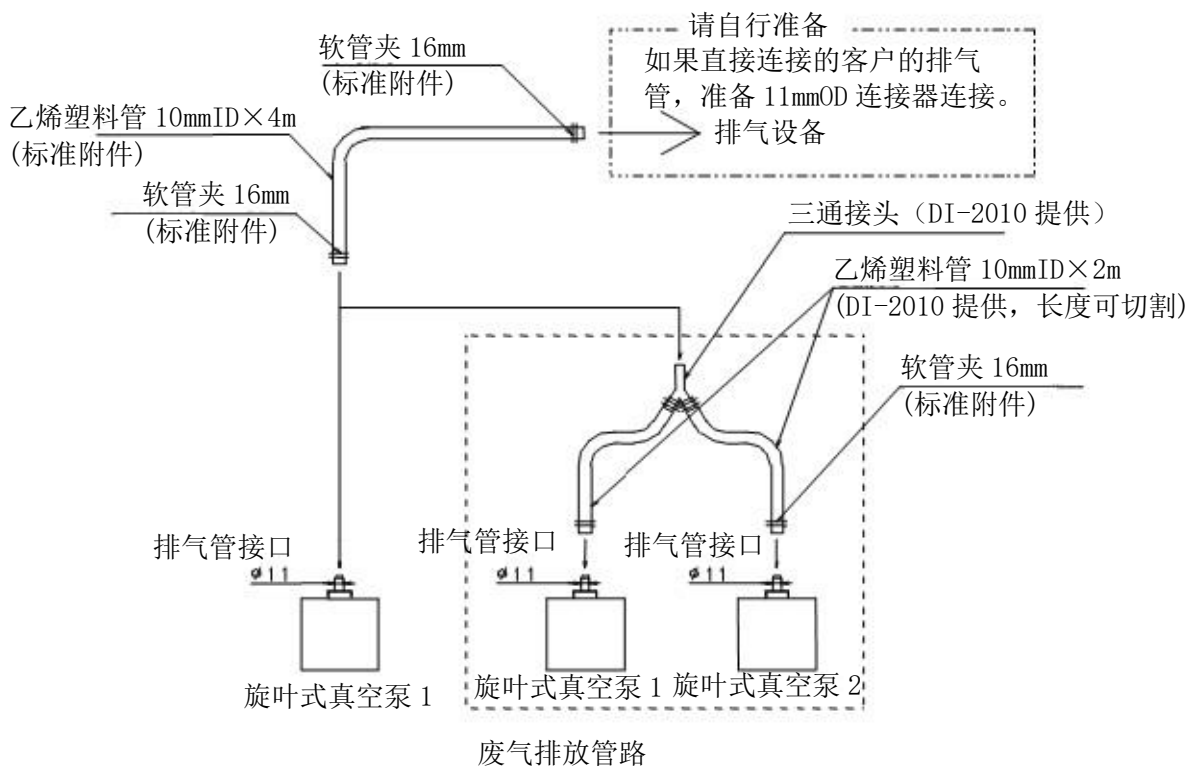 请自行准备
如果直接连接的客户的排气
管，准备 11mmOD 连接器连接。
排气设备
软管夹 16mm
(标准附件)
乙烯塑料管 10mmID×4m
(标准附件)
软管夹 16mm
(标准附件)
三通接头（DI-2010 提供）
乙烯塑料管 10mmID×2m
(DI-2010 提供，长度可切割)
软管夹 16mm
(标准附件)
排气管接口
ø11
排气管接口
ø11
排气管接口
ø11
旋叶式真空泵 1
旋叶式真空泵 1
旋叶式真空泵 2
废气排放管路